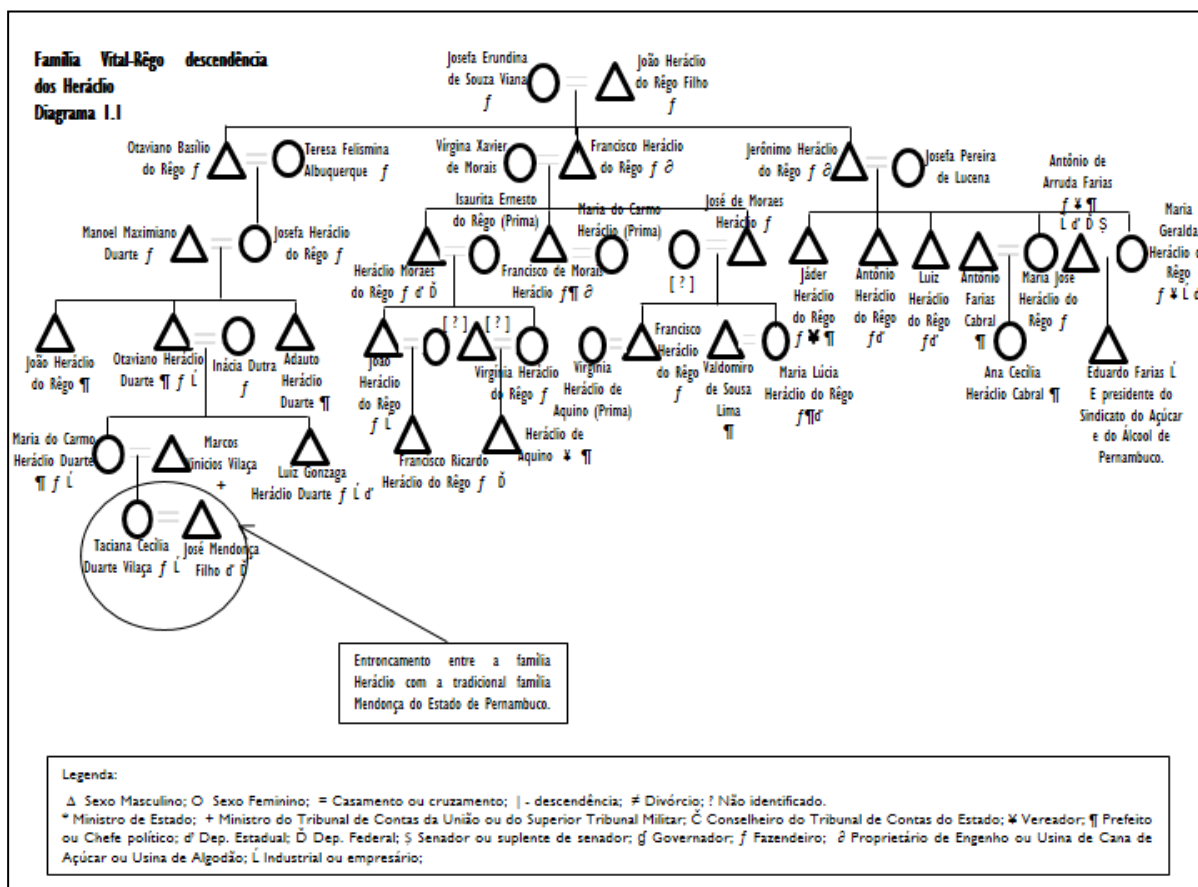 Família Vital-Rêgo descendência
dos Heráclio
Diagrama I.I
Josefa Erundina
de Souza Viana
ƒ
João Heráclio
do Rêgo Filho
ƒ
Otaviano Basílio
do Rêgo ƒ
Teresa Felismina
Albuquerque ƒ
Virgina Xavier
de Morais
Francisco Heráclio
do Rêgo ƒ ∂
Jerônimo Heráclio
do Rêgo ƒ ∂
Josefa Pereira
de Lucena
Antônio de
Arruda Farias
ƒ ¥ ¶
Ĺ ď Ď Ș
Maria
Geralda
Heráclio d
Rêgo
ƒ ¥ Ĺ ď
Manoel Maximiano
Duarte ƒ
Josefa Heráclio
do Rêgo ƒ
Isaurita Ernesto
do Rêgo (Prima)
Maria do Carmo
Heráclio (Prima)
José de Moraes
Heráclio ƒ
Heráclio Moraes
do Rêgo ƒ ď Ď
Francisco de Morais
Heráclio ƒ¶ ∂
[ ? ]
Jáder
Heráclio
do Rêgo
ƒ ¥ ¶
Antônio
Heráclio
do Rêgo
ƒď
Luiz
Heráclio
do Rêgo
ƒď
Antônio
Farias
Cabral
¶
Maria José
Heráclio do
Rêgo ƒ
João Heráclio
do Rêgo ¶
Otaviano Heráclio
Duarte ¶ ƒ Ĺ
Inácia Dutra
ƒ
Adauto
Heráclio
Duarte ¶
[ ? ]
[ ? ]
João
Heráclio
do Rêgo
ƒ Ĺ
Virgínia Heráclio
do Rêgo ƒ
Virgínia
Heráclio de
Aquino (Prima)
Francisco
Heráclio
do Rêgo
ƒ
Valdomiro
de Sousa
Lima
¶
Maria Lúcia
Heráclio do Rêgo
ƒ¶ď
Ana Cecília
Heráclio Cabral ¶
Eduardo Farias Ĺ
E presidente do
Sindicato do Açúcar
e do Álcool de
Pernambuco.
Maria do Carmo
Heráclio Duarte
¶ ƒ Ĺ
Marcos
Vinicios Vilaça
+
Luiz Gonzaga
Heráclio Duarte ƒ Ĺ ď
Francisco Ricardo
Heráclio do Rêgo ƒ Ď
Heráclio de
Aquino ¥ ¶
Taciana Cecília
Duarte Vilaça ƒ Ĺ
José Mendonça
Filho ď Ď
Entroncamento entre a família
Heráclio com a tradicional família
Mendonça do Estado de Pernambuco.
Legenda:
Δ Sexo Masculino; O Sexo Feminino; = Casamento ou cruzamento; | - descendência; ≠ Divórcio; ? Não identificado.
* Ministro de Estado; + Ministro do Tribunal de Contas da União ou do Superior Tribunal Militar; Č Conselheiro do Tribunal de Contas do Estado; ¥ Vereador; ¶ Prefeito
ou Chefe político; ď Dep. Estadual; Ď Dep. Federal; Ș Senador ou suplente de senador; ɠ Governador; ƒ Fazendeiro; ∂ Proprietário de Engenho ou Usina de Cana de
Açúcar ou Usina de Algodão; Ĺ Industrial ou empresário;